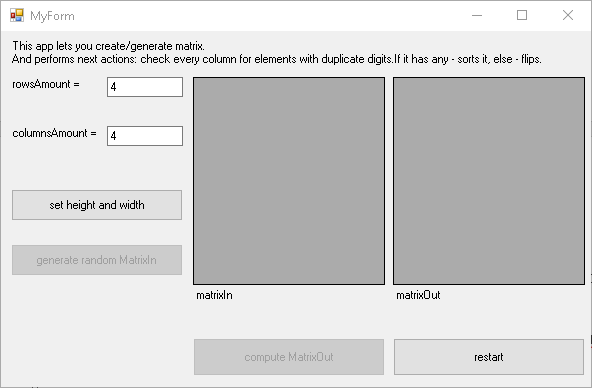 MyForm
This app lets you create/generate matrix.
And performs next actions: check every column for elements with duplicate digits.If it has any - sorts it, else - flips.
rowsAmount =
4
columnsAmount =
4
set height and width
generate random MatrixIn
matrixIn
matrixOut
compute MatrixOut
restart